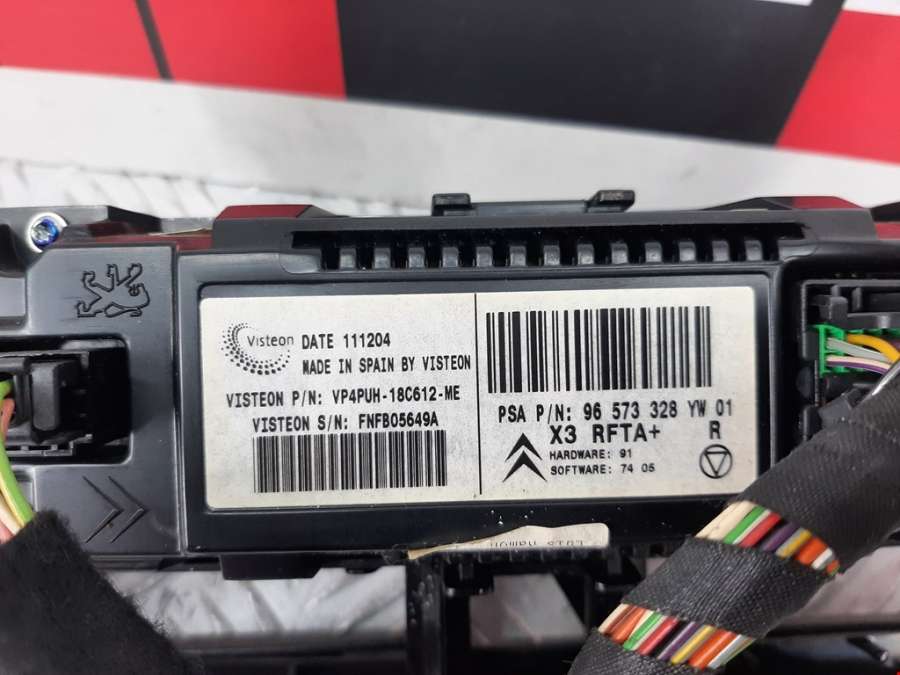 Visteon
DATE 111204
MADE IN SPAIN BY VISTEON
VISTEON P/N: VP4PUH-18C612-ME
VISTEON S/N: FNFB05649A
PSA P/N: 96 573 328 YW 01
X3 RFTA+ R
HARDWARE: 91
SOFTWARE: 74 05